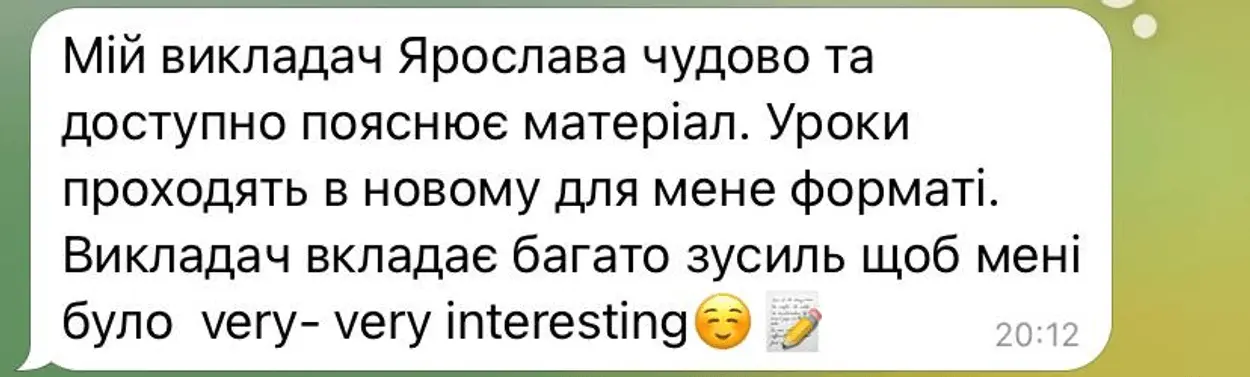 Мій викладач Ярослава чудово та
доступно пояснює матеріал. Уроки
проходять в новому для мене форматі.
Викладач вкладає багато зусиль щоб мені
було  very- very interesting☺️📝
20:12